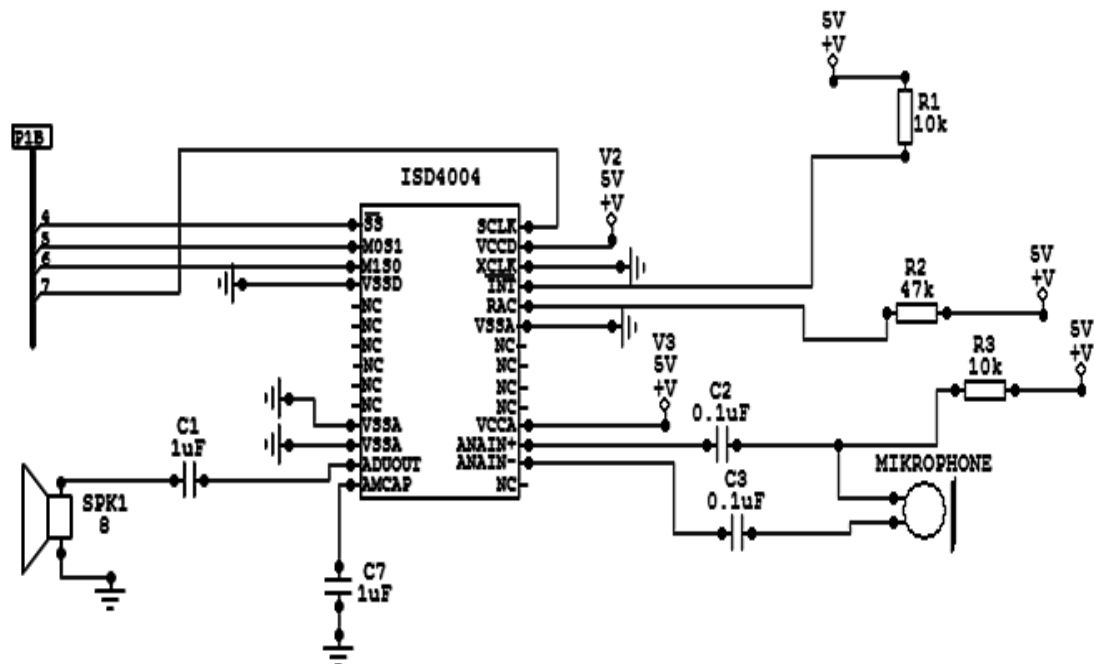 5V
+V
R1
10k
P1B
V2
5V
+V
ISD4004
4
5
6
7
SS
M0S1
M1S0
VSSD
NC
NC
NC
NC
NC
NC
VSSA
VSSA
ADUOUT
AMCAP
SCLK
VCCD
XCLK
INT
RAC
VSSA
NC
NC
NC
NC
VCCA
ANAIN+
ANAIN-
NC
R2
47k
5V
+V
V3
5V
+V
R3
10k
5V
+V
C2
0.1uF
C1
1uF
MIKROPHONE
C3
0.1uF
SPK1
8
C7
1uF